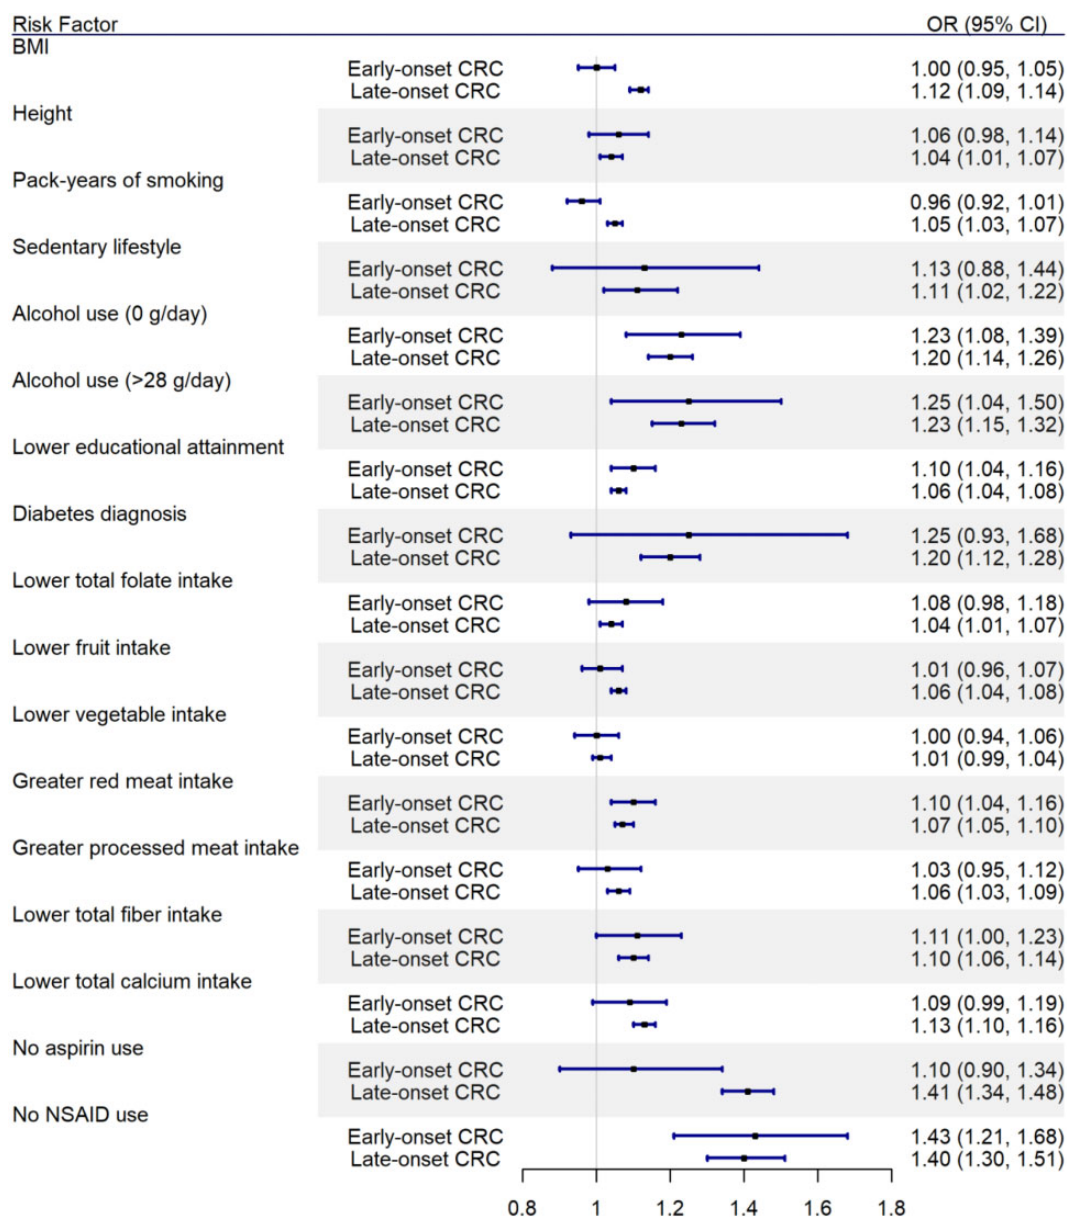 Risk Factor OR (95% CI)
BMI
Early-onset CRC 1.00 (0.95, 1.05)
Late-onset CRC 1.12 (1.09, 1.14)
Height
Early-onset CRC 1.06 (0.98, 1.14)
Late-onset CRC 1.04 (1.01, 1.07)
Pack-years of smoking
Early-onset CRC 0.96 (0.92, 1.01)
Late-onset CRC 1.05 (1.03, 1.07)
Sedentary lifestyle
Early-onset CRC 1.13 (0.88, 1.44)
Late-onset CRC 1.11 (1.02, 1.22)
Alcohol use (0 g/day)
Early-onset CRC 1.23 (1.08, 1.39)
Late-onset CRC 1.20 (1.14, 1.26)
Alcohol use (>28 g/day)
Early-onset CRC 1.25 (1.04, 1.50)
Late-onset CRC 1.23 (1.15, 1.32)
Lower educational attainment
Early-onset CRC 1.10 (1.04, 1.16)
Late-onset CRC 1.06 (1.04, 1.08)
Diabetes diagnosis
Early-onset CRC 1.25 (0.93, 1.68)
Late-onset CRC 1.20 (1.12, 1.28)
Lower total folate intake
Early-onset CRC 1.08 (0.98, 1.18)
Late-onset CRC 1.04 (1.01, 1.07)
Lower fruit intake
Early-onset CRC 1.01 (0.96, 1.07)
Late-onset CRC 1.06 (1.04, 1.08)
Lower vegetable intake
Early-onset CRC 1.00 (0.94, 1.06)
Late-onset CRC 1.01 (0.99, 1.04)
Greater red meat intake
Early-onset CRC 1.10 (1.04, 1.16)
Late-onset CRC 1.07 (1.05, 1.10)
Greater processed meat intake
Early-onset CRC 1.03 (0.95, 1.12)
Late-onset CRC 1.06 (1.03, 1.09)
Lower total fiber intake
Early-onset CRC 1.11 (1.00, 1.23)
Late-onset CRC 1.10 (1.06, 1.14)
Lower total calcium intake
Early-onset CRC 1.09 (0.99, 1.19)
Late-onset CRC 1.13 (1.10, 1.16)
No aspirin use
Early-onset CRC 1.10 (0.90, 1.34)
Late-onset CRC 1.41 (1.34, 1.48)
No NSAID use
Early-onset CRC 1.43 (1.21, 1.68)
Late-onset CRC 1.40 (1.30, 1.51)
0.8 1 1.2 1.4 1.6 1.8